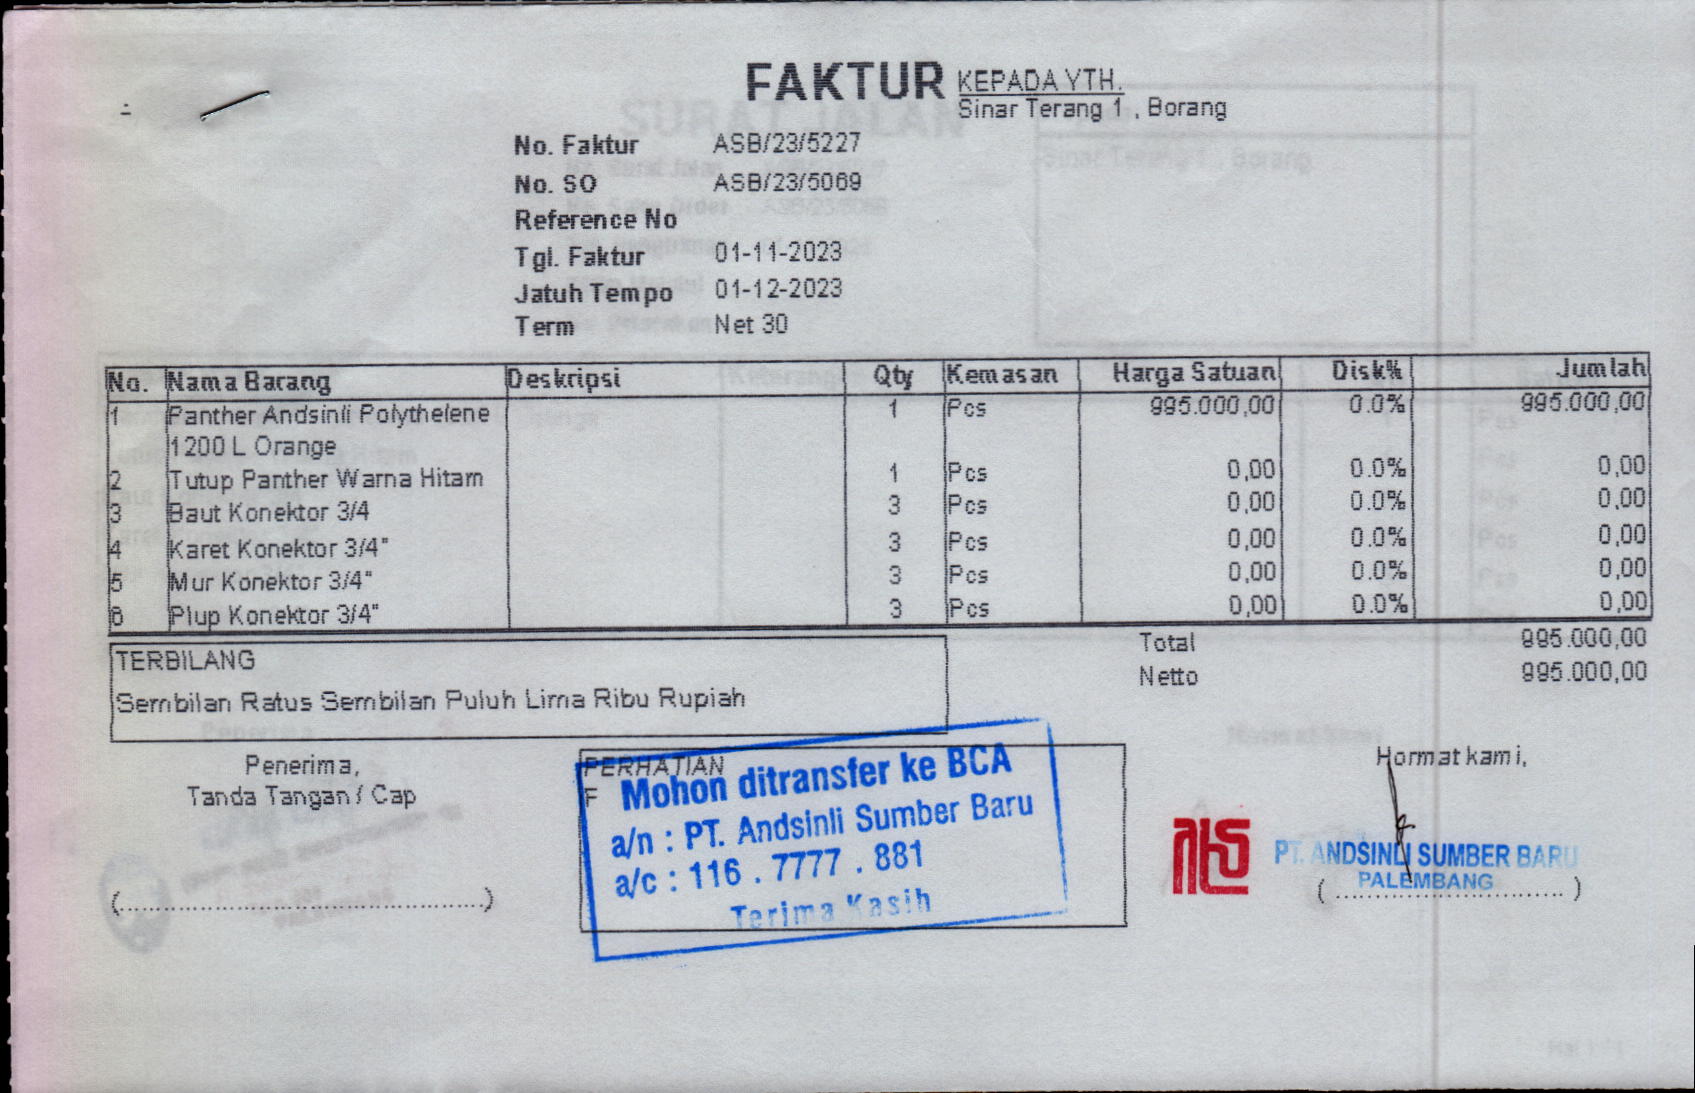 FAKTUR
KEPADA YTH.
Sinar Terang 1 , Borang
No. Faktur ASB/23/5227
No. SO ASB/23/5069
Reference No
Tgl. Faktur 01-11-2023
Jatuh Tempo 01-12-2023
Term Net 30
No. Nama Barang Deskripsi Qty Kemasan Harga Satuan Disk% Jumlah
1 Panther Andsinli Polythelene 1 Pcs 995.000,00 0.0% 995.000,00
1200 L Orange
2 Tutup Panther Warna Hitam 1 Pcs 0,00 0.0% 0,00
3 Baut Konektor 3/4 3 Pcs 0,00 0.0% 0,00
4 Karet Konektor 3/4" 3 Pcs 0,00 0.0% 0,00
5 Mur Konektor 3/4" 3 Pcs 0,00 0.0% 0,00
6 Plup Konektor 3/4" 3 Pcs 0,00 0.0% 0,00
Total 995.000,00
Netto 995.000,00
TERBILANG
Sembilan Ratus Sembilan Puluh Lima Ribu Rupiah
Penerima,
Tanda Tangan / Cap
(................................................)
PERHATIAN
F
Mohon ditransfer ke BCA
a/n : PT. Andsinli Sumber Baru
a/c : 116 . 7777 . 881
Terima Kasih
Hormat kami,
PT. ANDSINLI SUMBER BARU
PALEMBANG
(..............................)